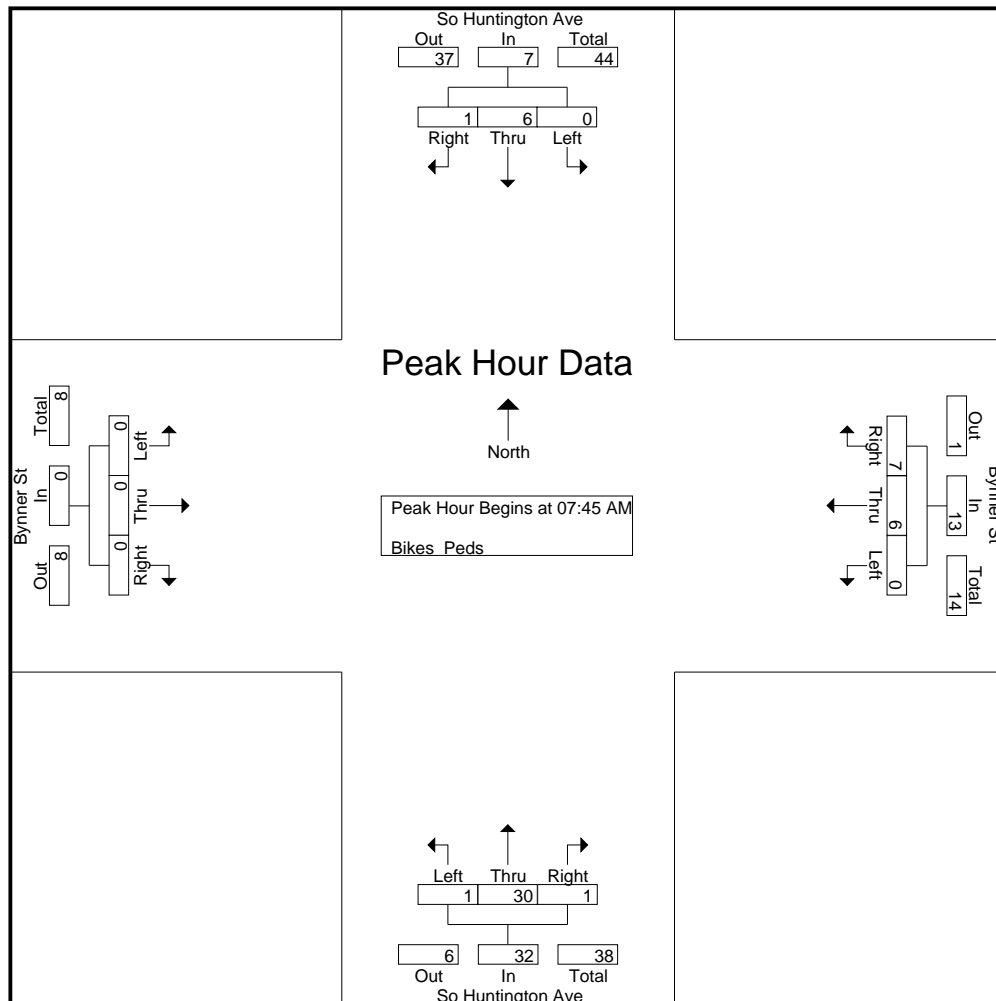 So Huntington Ave
Out In Total
37 7 44
1 6 0
Right Thru Left
Peak Hour Data
North
Peak Hour Begins at 07:45 AM
Bikes Peds
Bynner St
Total In Out
8 0 8
0 0 0
Left Thru Right
Right Thru Left
7 6 0
1 13 14
Out In Total
Bynner St
Left Thru Right
1 30 1
6 32 38
Out In Total
So Huntington Ave